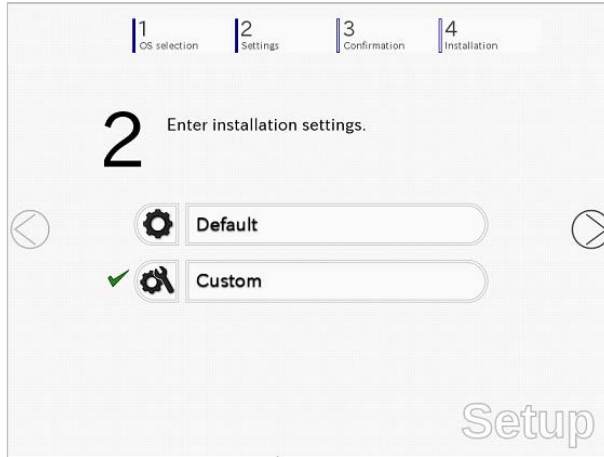 1
OS selection
2
Settings
3
Confirmation
4
Installation
2
Enter installation settings.
Default
Custom
Setup